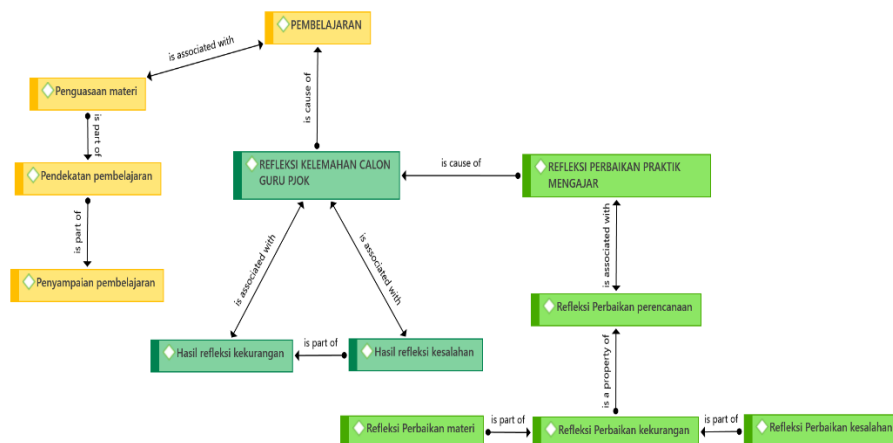 PEMBELAJARAN
is associated with
Penguasaan materi
is part of
is cause of
Pendekatan pembelajaran
is part of
Penyampaian pembelajaran
REFLEKSI KELEMAHAN CALON
GURU PJOK
is cause of
REFLEKSI PERBAIKAN PRAKTIK
MENGAJAR
is associated with
is associated with
is associated with
Refleksi Perbaikan perencanaan
Hasil refleksi kekurangan
is part of
Hasil refleksi kesalahan
is a property of
Refleksi Perbaikan materi
is part of
Refleksi Perbaikan kekurangan
is part of
Refleksi Perbaikan kesalahan